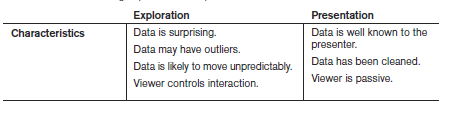 Exploration Presentation
Characteristics Data is surprising. Data is well known to the
presenter.
Data may have outliers.
Data has been cleaned.
Data is likely to move unpredictably.
Viewer is passive.
Viewer controls interaction.